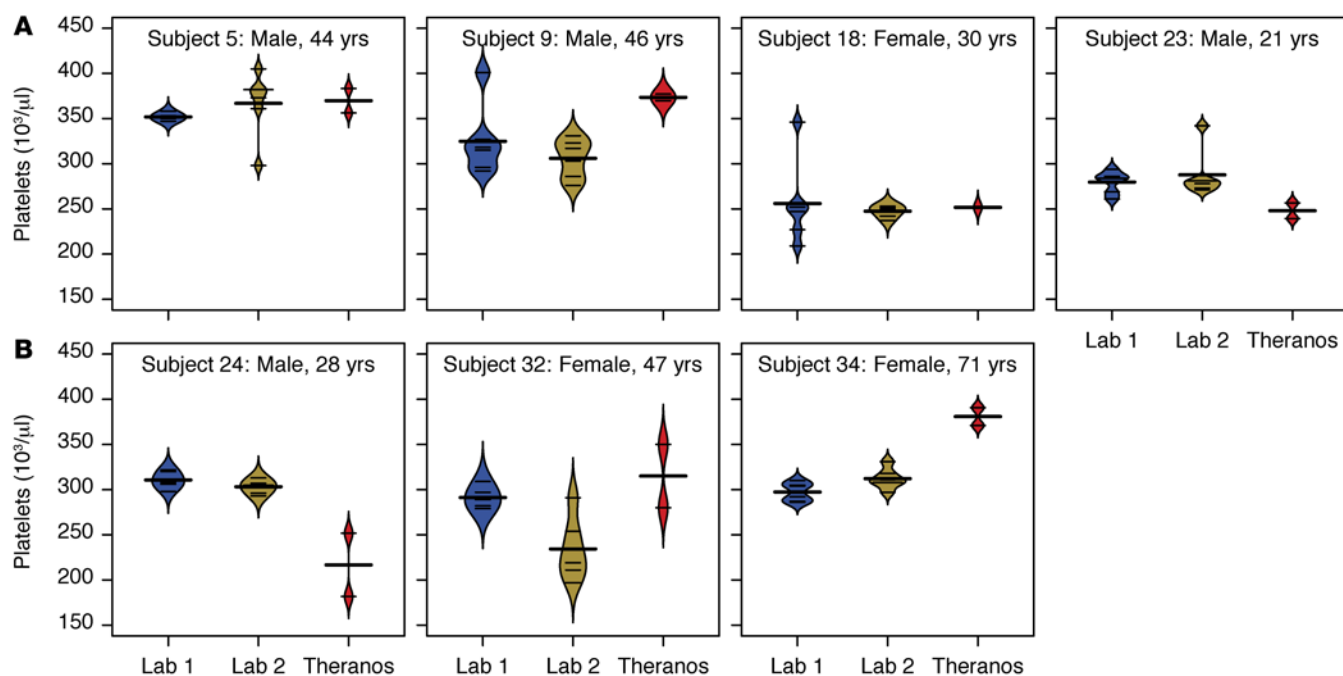 A
Platelets (10³/µl)
450
400
350
300
250
200
150
Subject 5: Male, 44 yrs
Subject 9: Male, 46 yrs
Subject 18: Female, 30 yrs
Subject 23: Male, 21 yrs
Lab 1 Lab 2 Theranos
B
Platelets (10³/µl)
450
400
350
300
250
200
150
Subject 24: Male, 28 yrs
Subject 32: Female, 47 yrs
Subject 34: Female, 71 yrs
Lab 1 Lab 2 Theranos
Lab 1 Lab 2 Theranos
Lab 1 Lab 2 Theranos